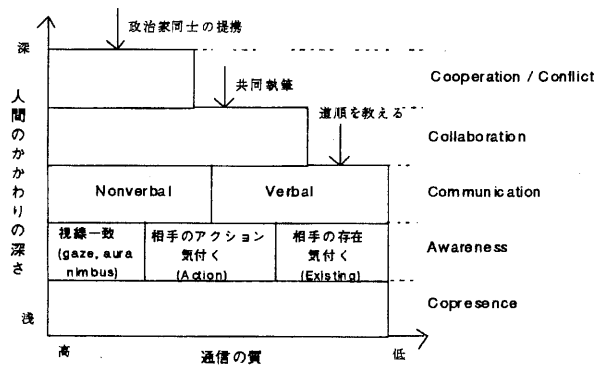 政治家同士の提携
深
Cooperation / Conflict
共同執筆
道順を教える
Collaboration
人間のかかわりの深さ
Nonverbal
Verbal
Communication
視線一致
(gaze, aura
nimbus)
相手のアクション
気付く
(Action)
相手の存在
気付く
(Existing)
Awareness
Copresence
浅
高
通信の質
低